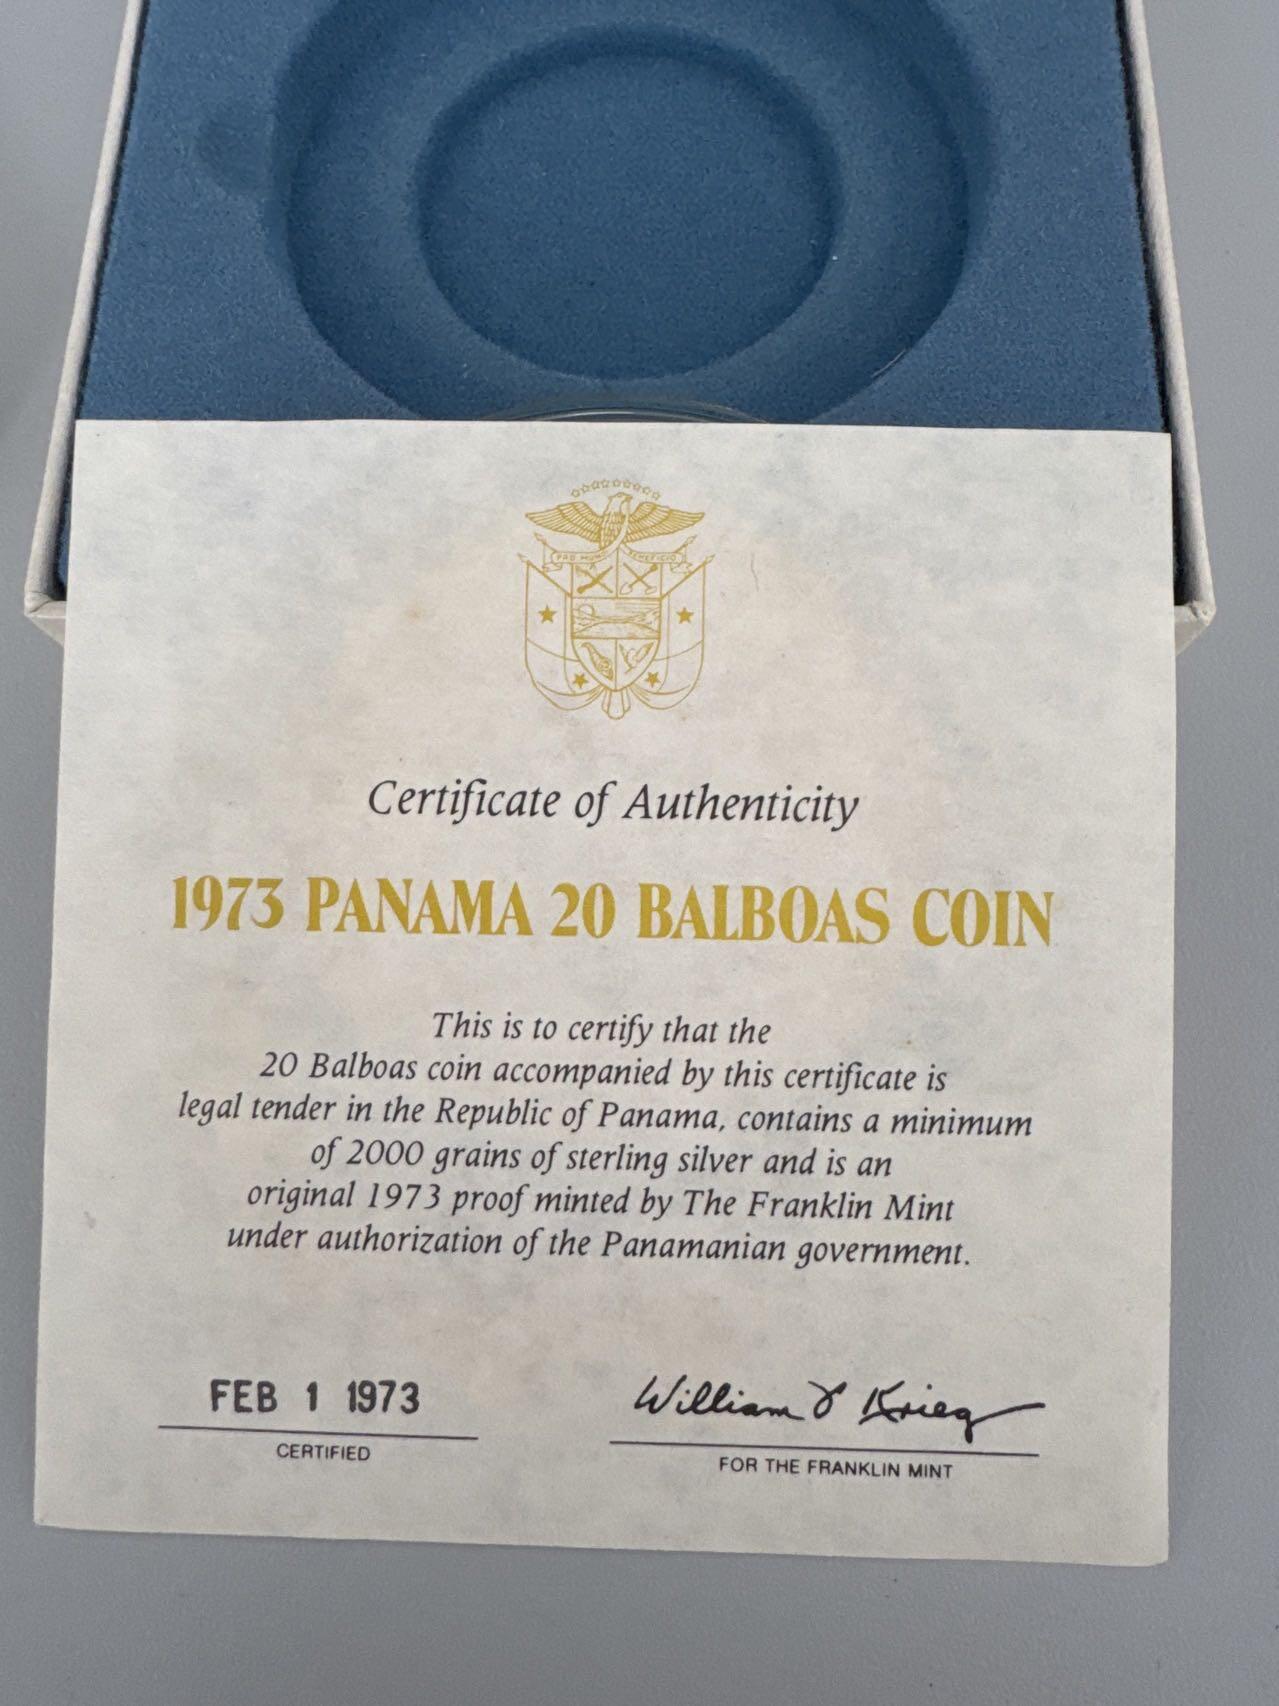 PRO MUNDI BENEFICIO
Certificate of Authenticity
1973 PANAMA 20 BALBOAS COIN
This is to certify that the
20 Balboas coin accompanied by this certificate is
legal tender in the Republic of Panama, contains a minimum
of 2000 grains of sterling silver and is an
original 1973 proof minted by The Franklin Mint
under authorization of the Panamanian government.
FEB 1 1973
CERTIFIED
William J Krieg
FOR THE FRANKLIN MINT